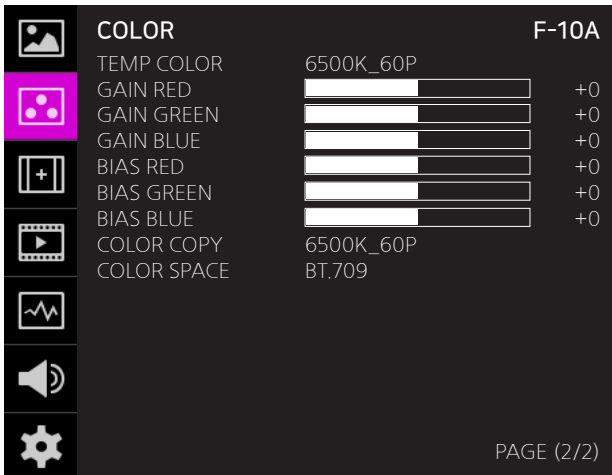 COLOR F-10A
TEMP COLOR 6500K_60P
GAIN RED +0
GAIN GREEN +0
GAIN BLUE +0
BIAS RED +0
BIAS GREEN +0
BIAS BLUE +0
COLOR COPY 6500K_60P
COLOR SPACE BT.709
PAGE (2/2)